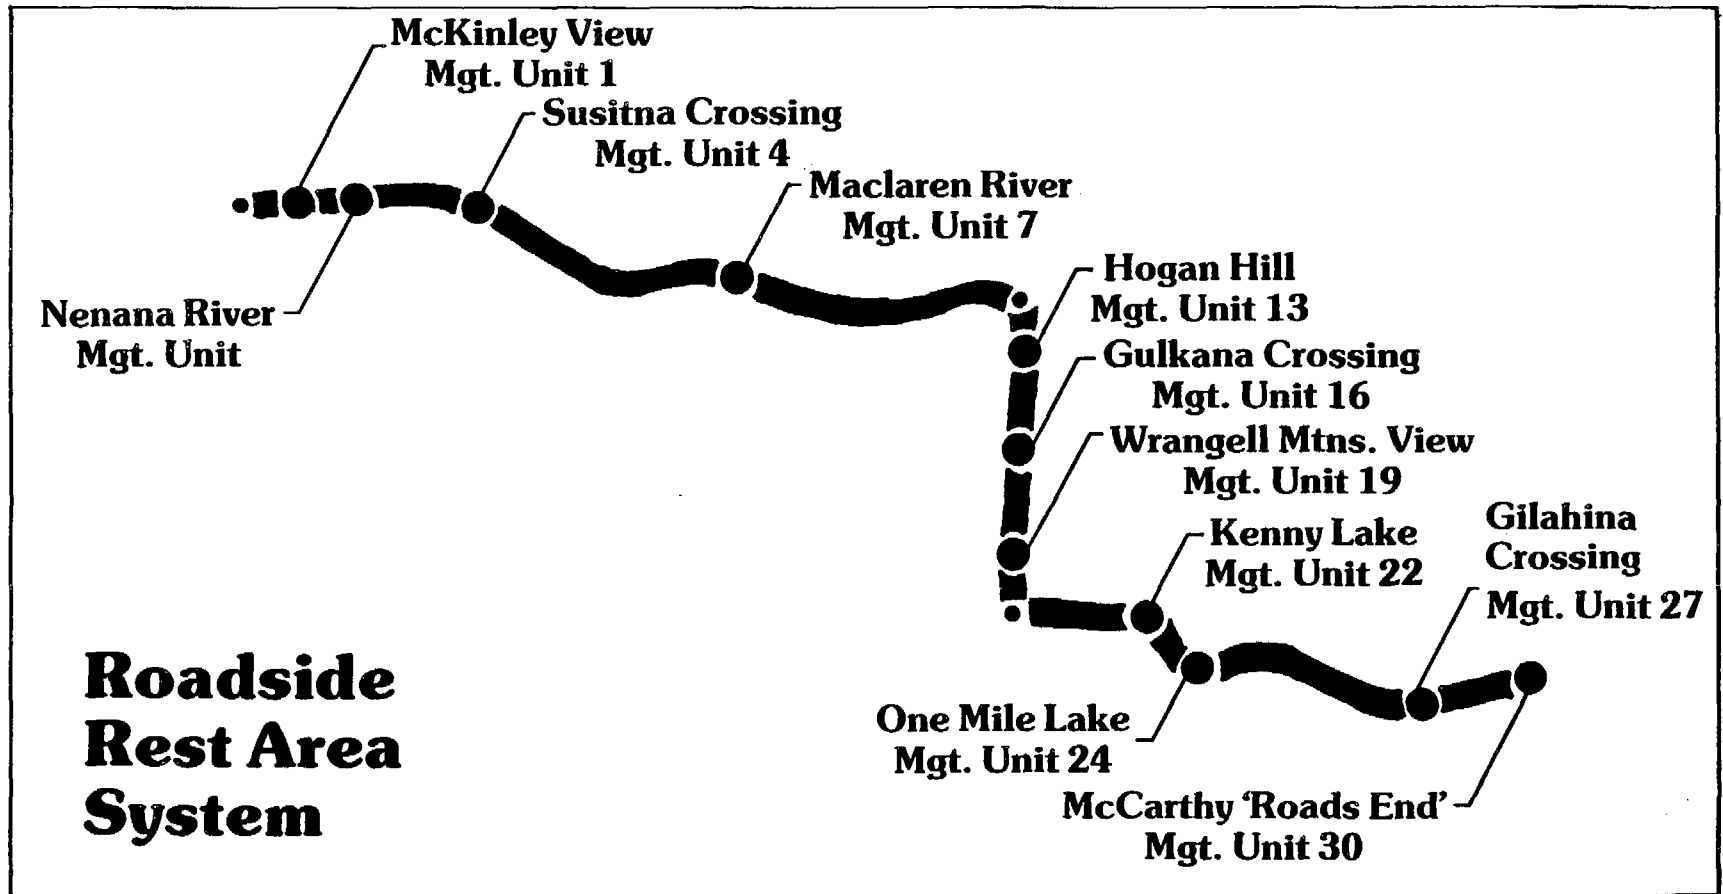 McKinley View
Mgt. Unit 1
Susitna Crossing
Mgt. Unit 4
Maclaren River
Mgt. Unit 7
Nenana River
Mgt. Unit
Hogan Hill
Mgt. Unit 13
Gulkana Crossing
Mgt. Unit 16
Wrangell Mtns. View
Mgt. Unit 19
Kenny Lake
Mgt. Unit 22
Gilahina
Crossing
Mgt. Unit 27
One Mile Lake
Mgt. Unit 24
McCarthy ‘Roads End’
Mgt. Unit 30
Roadside
Rest Area
System